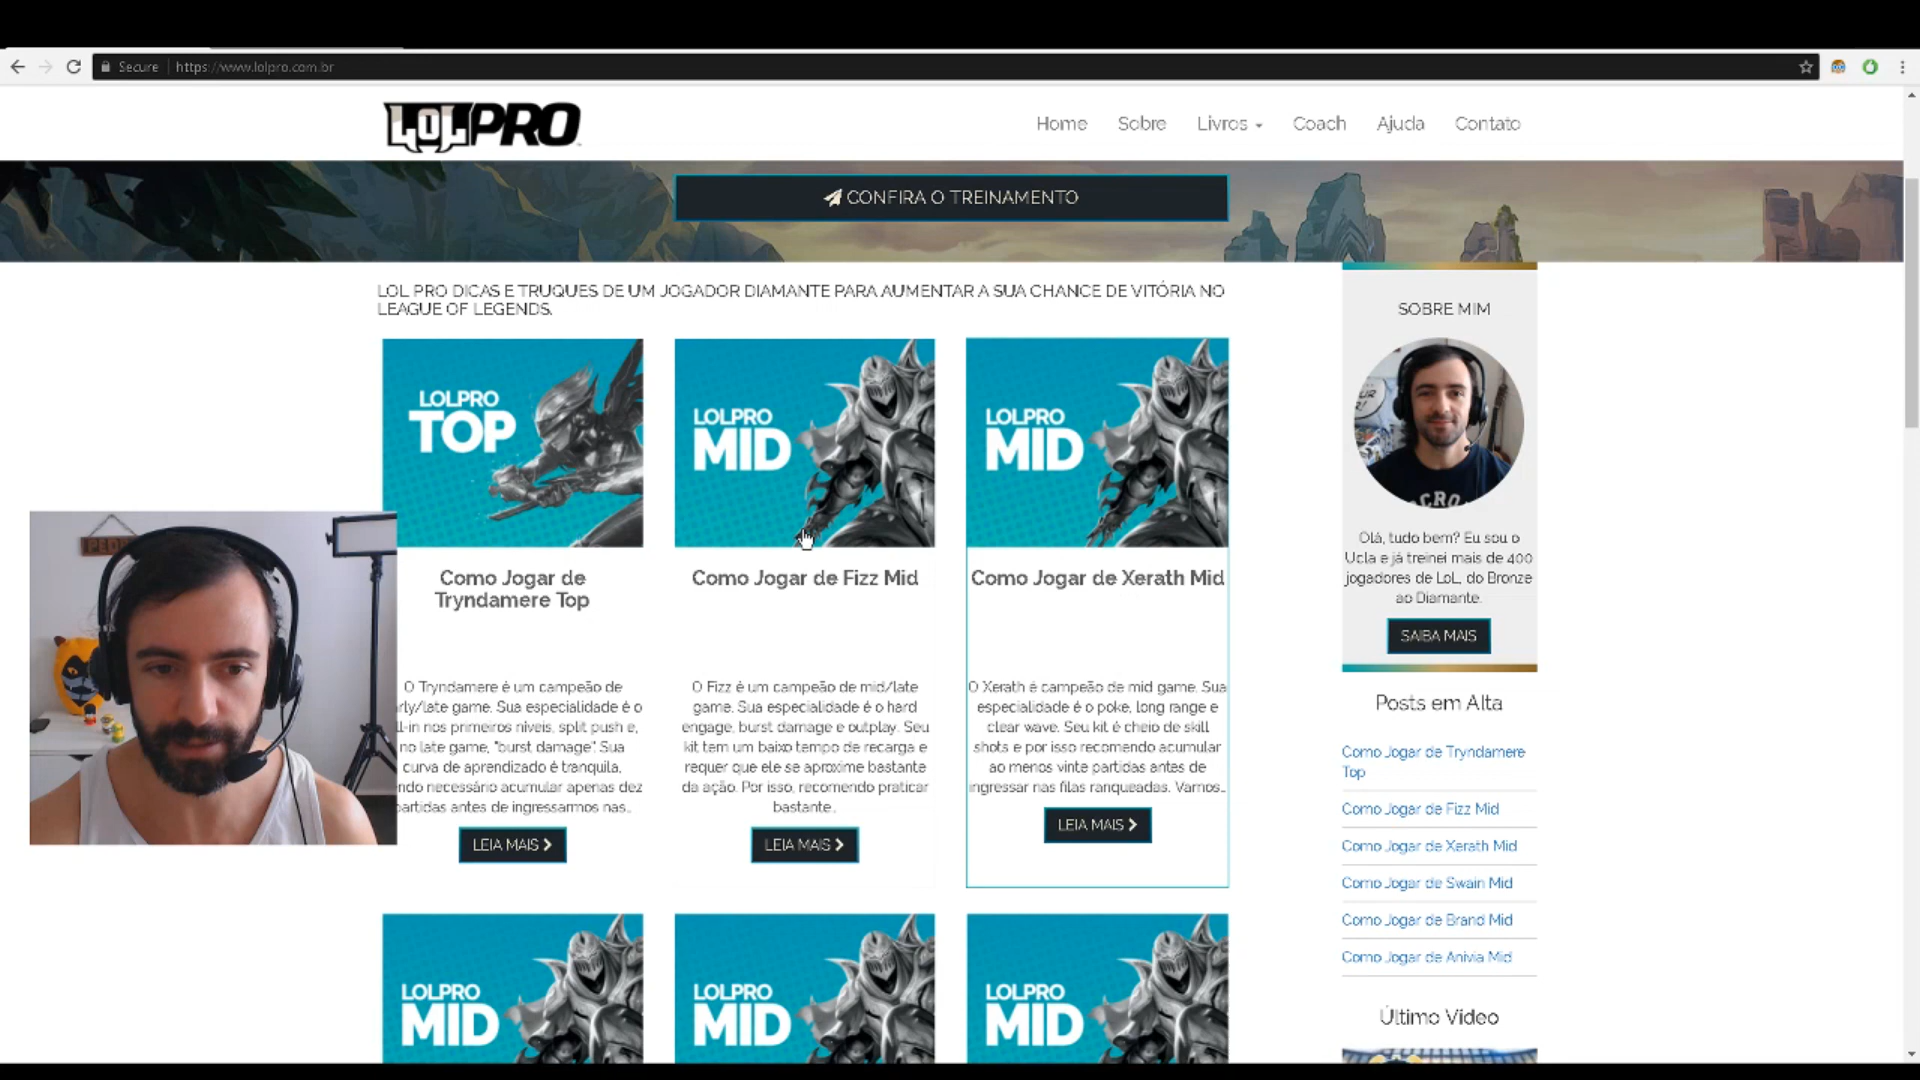 Secure
https://www.lolpro.com.br
LOLPRO
Home
Sobre
Livros
Coach
Ajuda
Contato
CONFIRA O TREINAMENTO
LOL PRO DICAS E TRUQUES DE UM JOGADOR DIAMANTE PARA AUMENTAR A SUA CHANCE DE VITÓRIA NO
LEAGUE OF LEGENDS.
LOLPRO
TOP
Como Jogar de
Tryndamere Top
O Tryndamere é um campeão de
rly/late game. Sua especialidade é o
ll-in nos primeiros níveis, split push e,
no late game, "burst damage". Sua
curva de aprendizado é tranquila,
ndo necessário acumular apenas dez
artidas antes de ingressarmos nas...
LEIA MAIS
LOLPRO
MID
Como Jogar de Fizz Mid
O Fizz é um campeão de mid/late
game. Sua especialidade é o hard
engage, burst damage e outplay. Seu
kit tem um baixo tempo de recarga e
requer que ele se aproxime bastante
da ação. Por isso, recomendo praticar
bastante...
LEIA MAIS
LOLPRO
MID
Como Jogar de Xerath Mid
O Xerath é campeão de mid game. Sua
especialidade é o poke, long range e
clear wave. Seu kit é cheio de skill
shots e por isso recomendo acumular
ao menos vinte partidas antes de
ingressar nas filas ranqueadas. Vamos...
LEIA MAIS
LOLPRO
MID
LOLPRO
MID
LOLPRO
MID
SOBRE MIM
Olá, tudo bem? Eu sou o
Ucla e já treinei mais de 400
jogadores de LoL, do Bronze
ao Diamante.
SAIBA MAIS
Posts em Alta
Como Jogar de Tryndamere
Top
Como Jogar de Fizz Mid
Como Jogar de Xerath Mid
Como Jogar de Swain Mid
Como Jogar de Brand Mid
Como Jogar de Anivia Mid
Último Vídeo